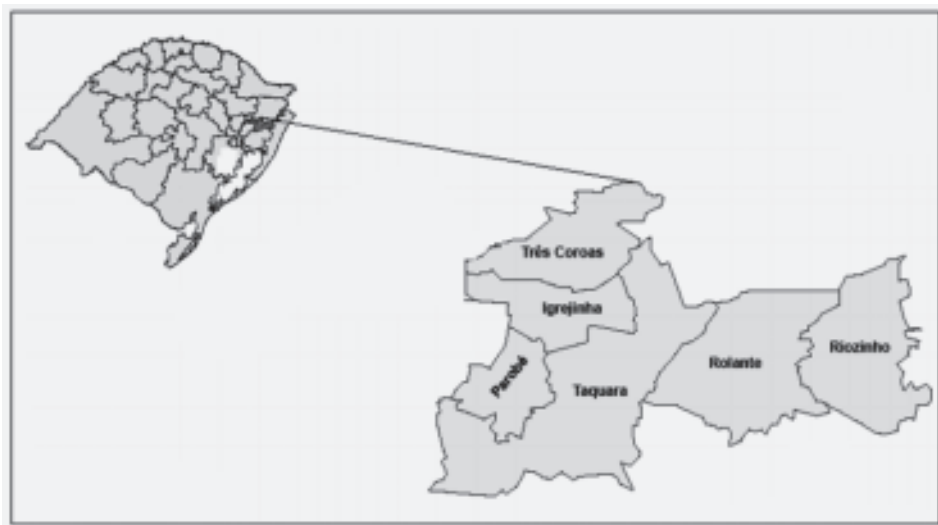 Três Coroas
Igrejinha
Parobé
Taquara
Rolante
Riozinho